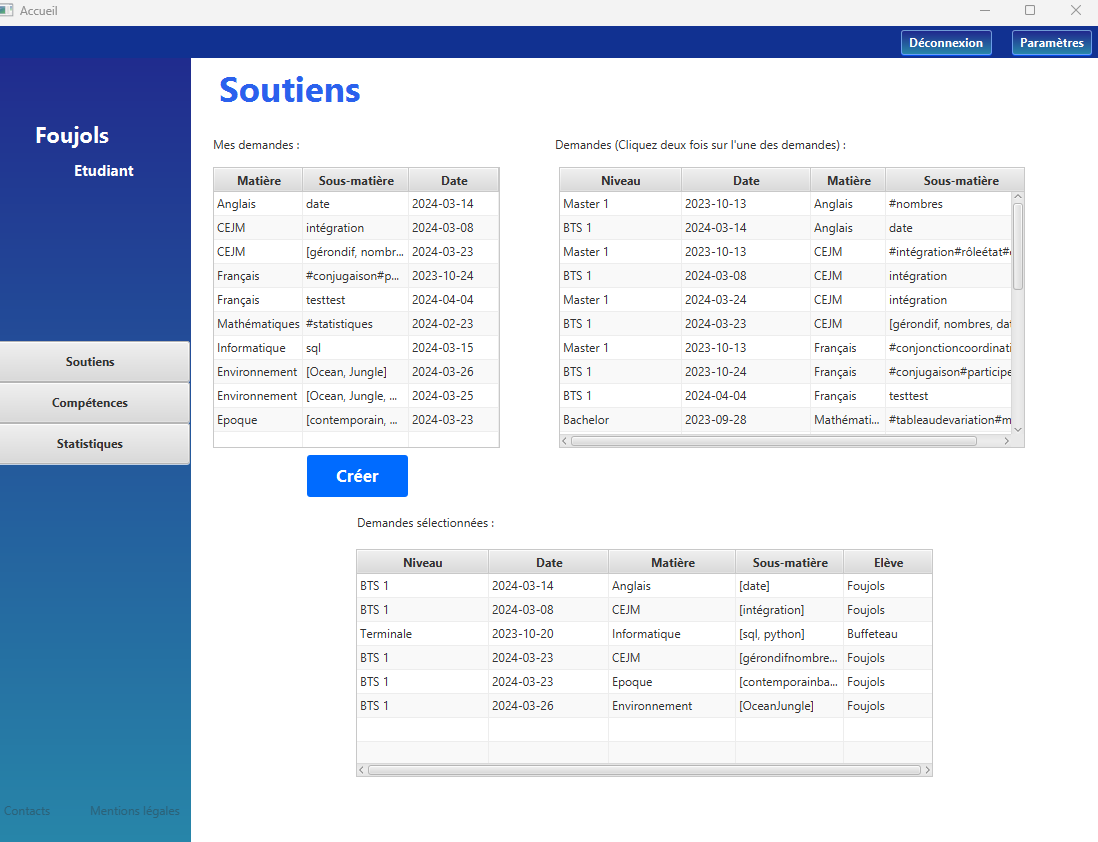 Accueil
Déconnexion Paramètres
Foujols
Etudiant
Soutiens
Compétences
Statistiques
Contacts Mentions légales
Soutiens
Mes demandes :
Matière Sous-matière Date
Anglais date 2024-03-14
CEJM intégration 2024-03-08
CEJM [gérondif, nombr... 2024-03-23
Français #conjugaison#p... 2023-10-24
Français testtest 2024-04-04
Mathématiques #statistiques 2024-02-23
Informatique sql 2024-03-15
Environnement [Ocean, Jungle] 2024-03-26
Environnement [Ocean, Jungle, ... 2024-03-25
Epoque [contemporain, ... 2024-03-23
Créer
Demandes (Cliquez deux fois sur l'une des demandes) :
Niveau Date Matière Sous-matière
Master 1 2023-10-13 Anglais #nombres
BTS 1 2024-03-14 Anglais date
Master 1 2023-10-13 CEJM #intégration#rôleétat#
BTS 1 2024-03-08 CEJM intégration
Master 1 2024-03-24 CEJM intégration
BTS 1 2024-03-23 CEJM [gérondif, nombres, dat
Master 1 2023-10-13 Français #conjonctioncoordinati
BTS 1 2023-10-24 Français #conjugaison#participe
BTS 1 2024-04-04 Français testtest
Bachelor 2023-09-28 Mathémati... #tableaudevariation#m
Demandes sélectionnées :
Niveau Date Matière Sous-matière Elève
BTS 1 2024-03-14 Anglais [date] Foujols
BTS 1 2024-03-08 CEJM [intégration] Foujols
Terminale 2023-10-20 Informatique [sql, python] Buffeteau
BTS 1 2024-03-23 CEJM [gérondifnombre... Foujols
BTS 1 2024-03-23 Epoque [contemporainba... Foujols
BTS 1 2024-03-26 Environnement [OceanJungle] Foujols